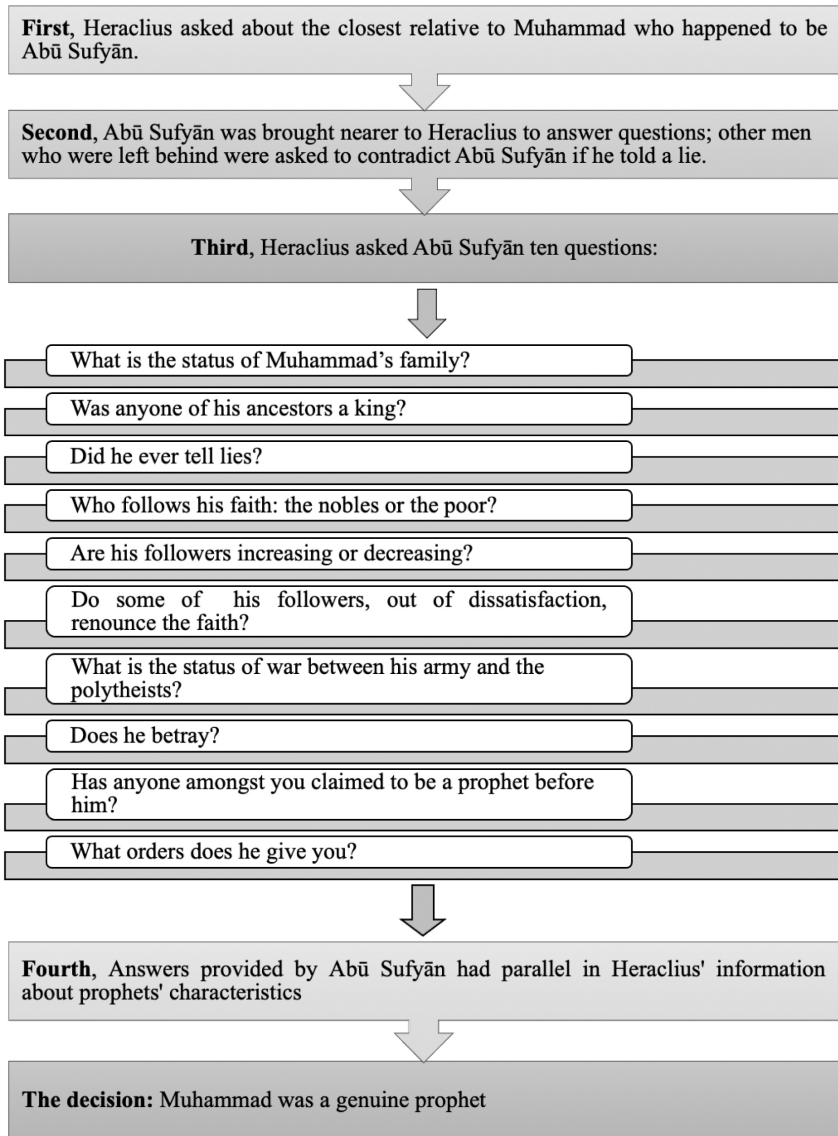 First, Heraclius asked about the closest relative to Muhammad who happened to be
Abū Sufyān.
Second, Abū Sufyān was brought nearer to Heraclius to answer questions; other men
who were left behind were asked to contradict Abū Sufyān if he told a lie.
Third, Heraclius asked Abū Sufyān ten questions:
What is the status of Muhammad’s family?
Was anyone of his ancestors a king?
Did he ever tell lies?
Who follows his faith: the nobles or the poor?
Are his followers increasing or decreasing?
Do some of his followers, out of dissatisfaction,
renounce the faith?
What is the status of war between his army and the
polytheists?
Does he betray?
Has anyone amongst you claimed to be a prophet before
him?
What orders does he give you?
Fourth, Answers provided by Abū Sufyān had parallel in Heraclius' information
about prophets' characteristics
The decision: Muhammad was a genuine prophet